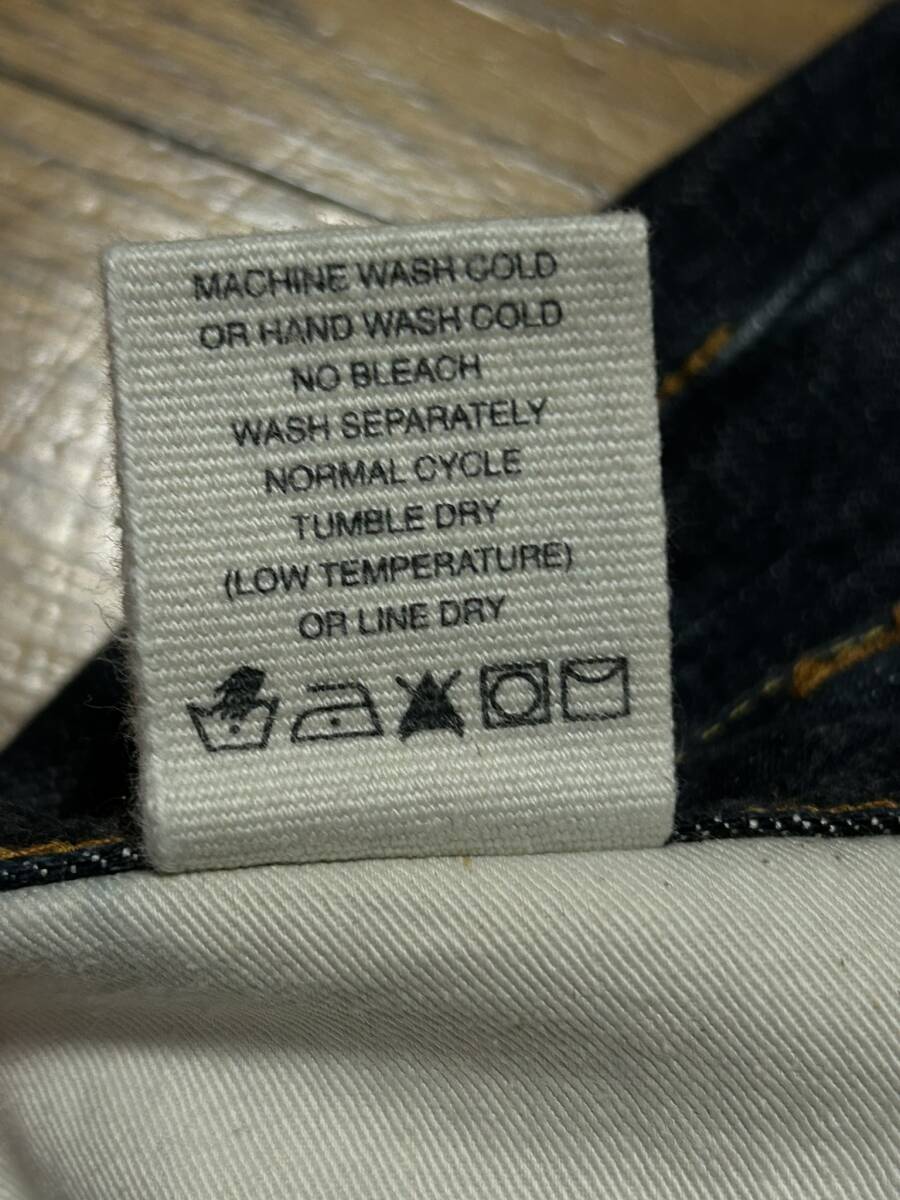 MACHINE WASH COLD
OR HAND WASH COLD
NO BLEACH
WASH SEPARATELY
NORMAL CYCLE
TUMBLE DRY
(LOW TEMPERATURE)
OR LINE DRY